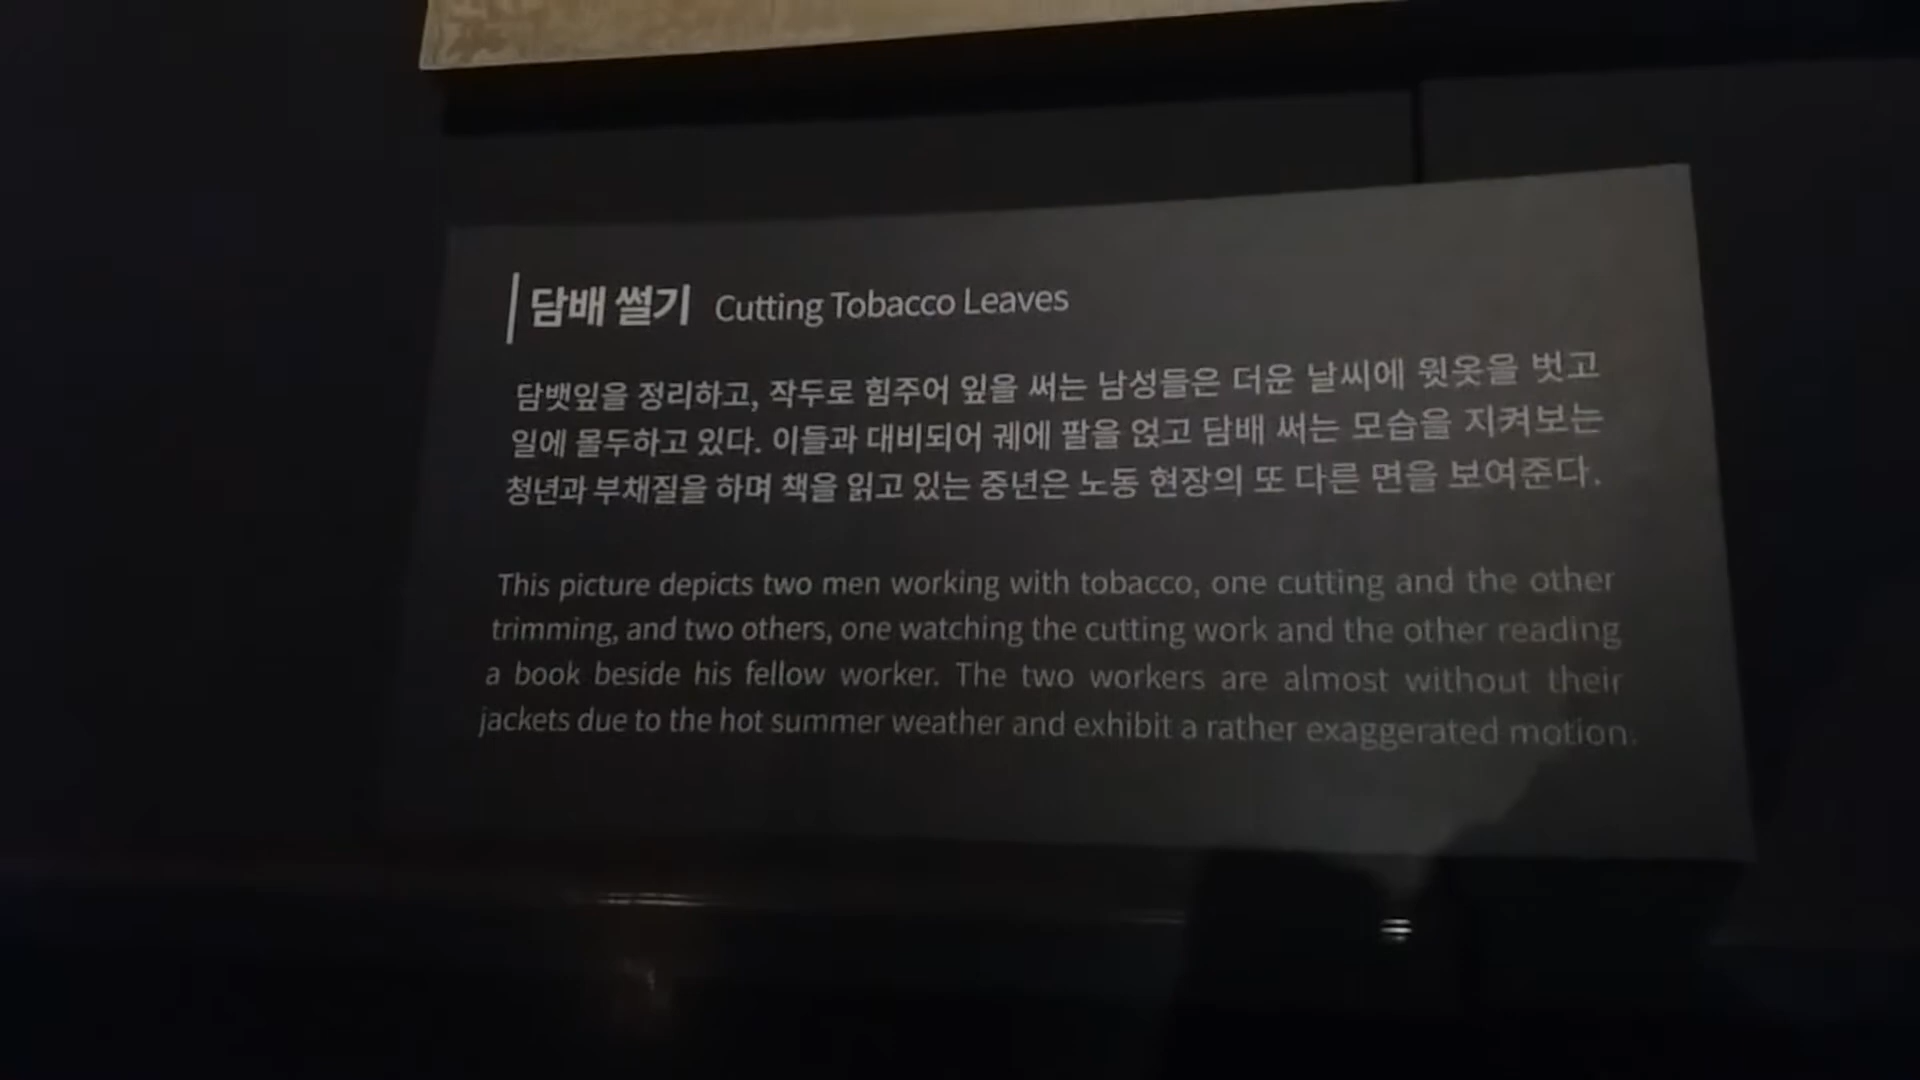 담배 썰기 Cutting Tobacco Leaves
담뱃잎을 정리하고, 작두로 힘주어 잎을 써는 남성들은 더운 날씨에 윗옷을 벗고
일에 몰두하고 있다. 이들과 대비되어 궤에 팔을 얹고 담배 써는 모습을 지켜보는
청년과 부채질을 하며 책을 읽고 있는 중년은 노동 현장의 또 다른 면을 보여준다.
This picture depicts two men working with tobacco, one cutting and the other
trimming, and two others, one watching the cutting work and the other reading
a book beside his fellow worker. The two workers are almost without their
jackets due to the hot summer weather and exhibit a rather exaggerated motion.